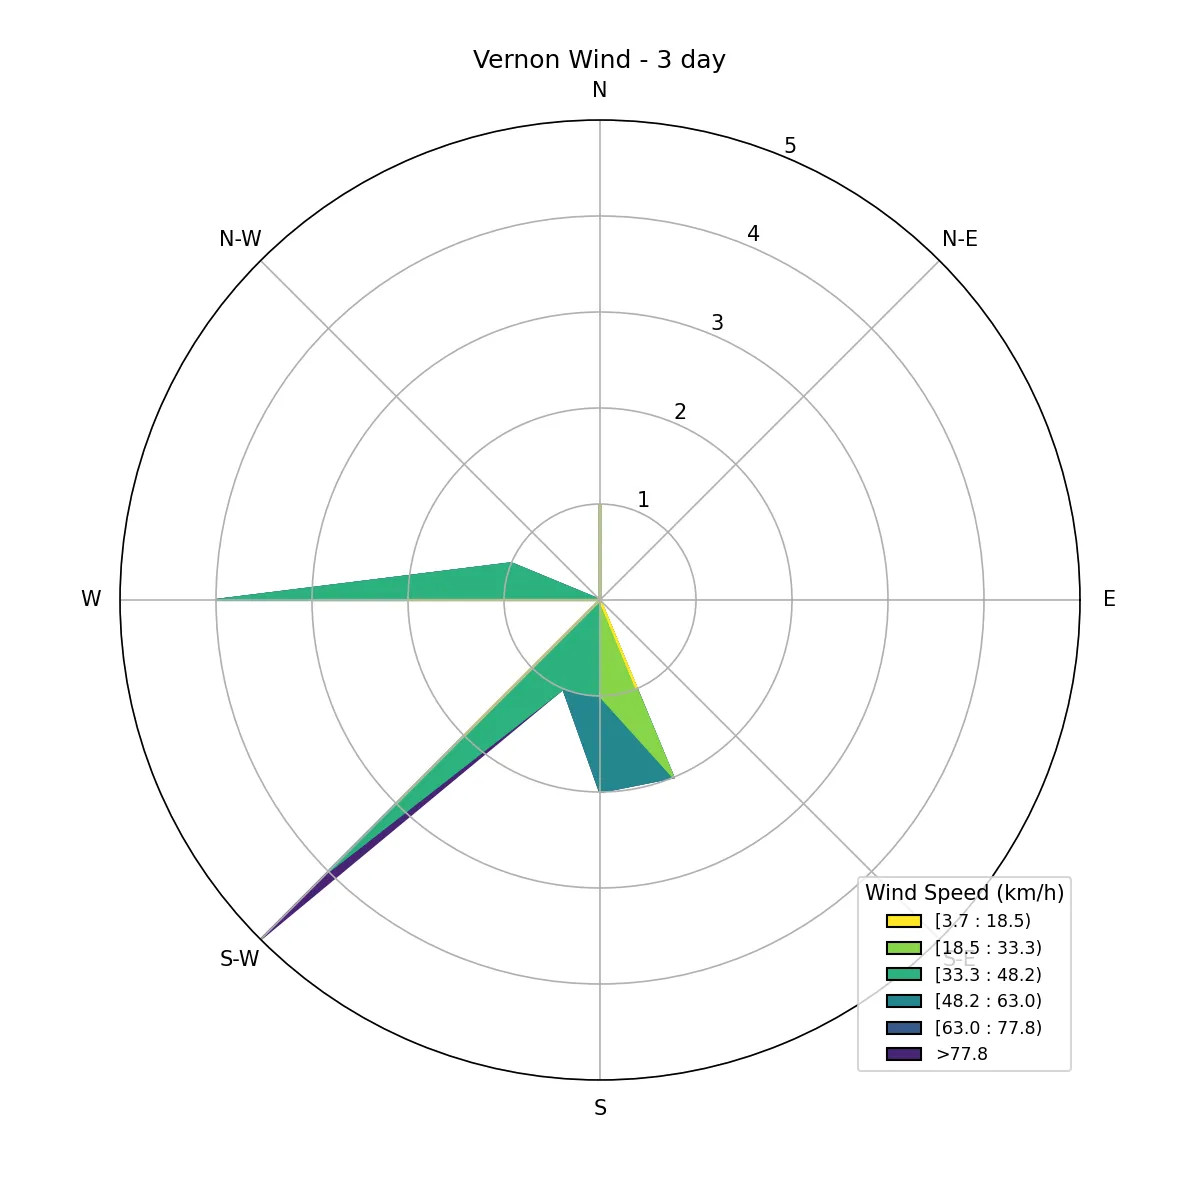 Vernon Wind - 3 day
N
5
N-W
N-E
4
3
2
1
W
E
S-W
S-E
S
Wind Speed (km/h)
[3.7 : 18.5)
[18.5 : 33.3)
[33.3 : 48.2)
[48.2 : 63.0)
[63.0 : 77.8)
>77.8